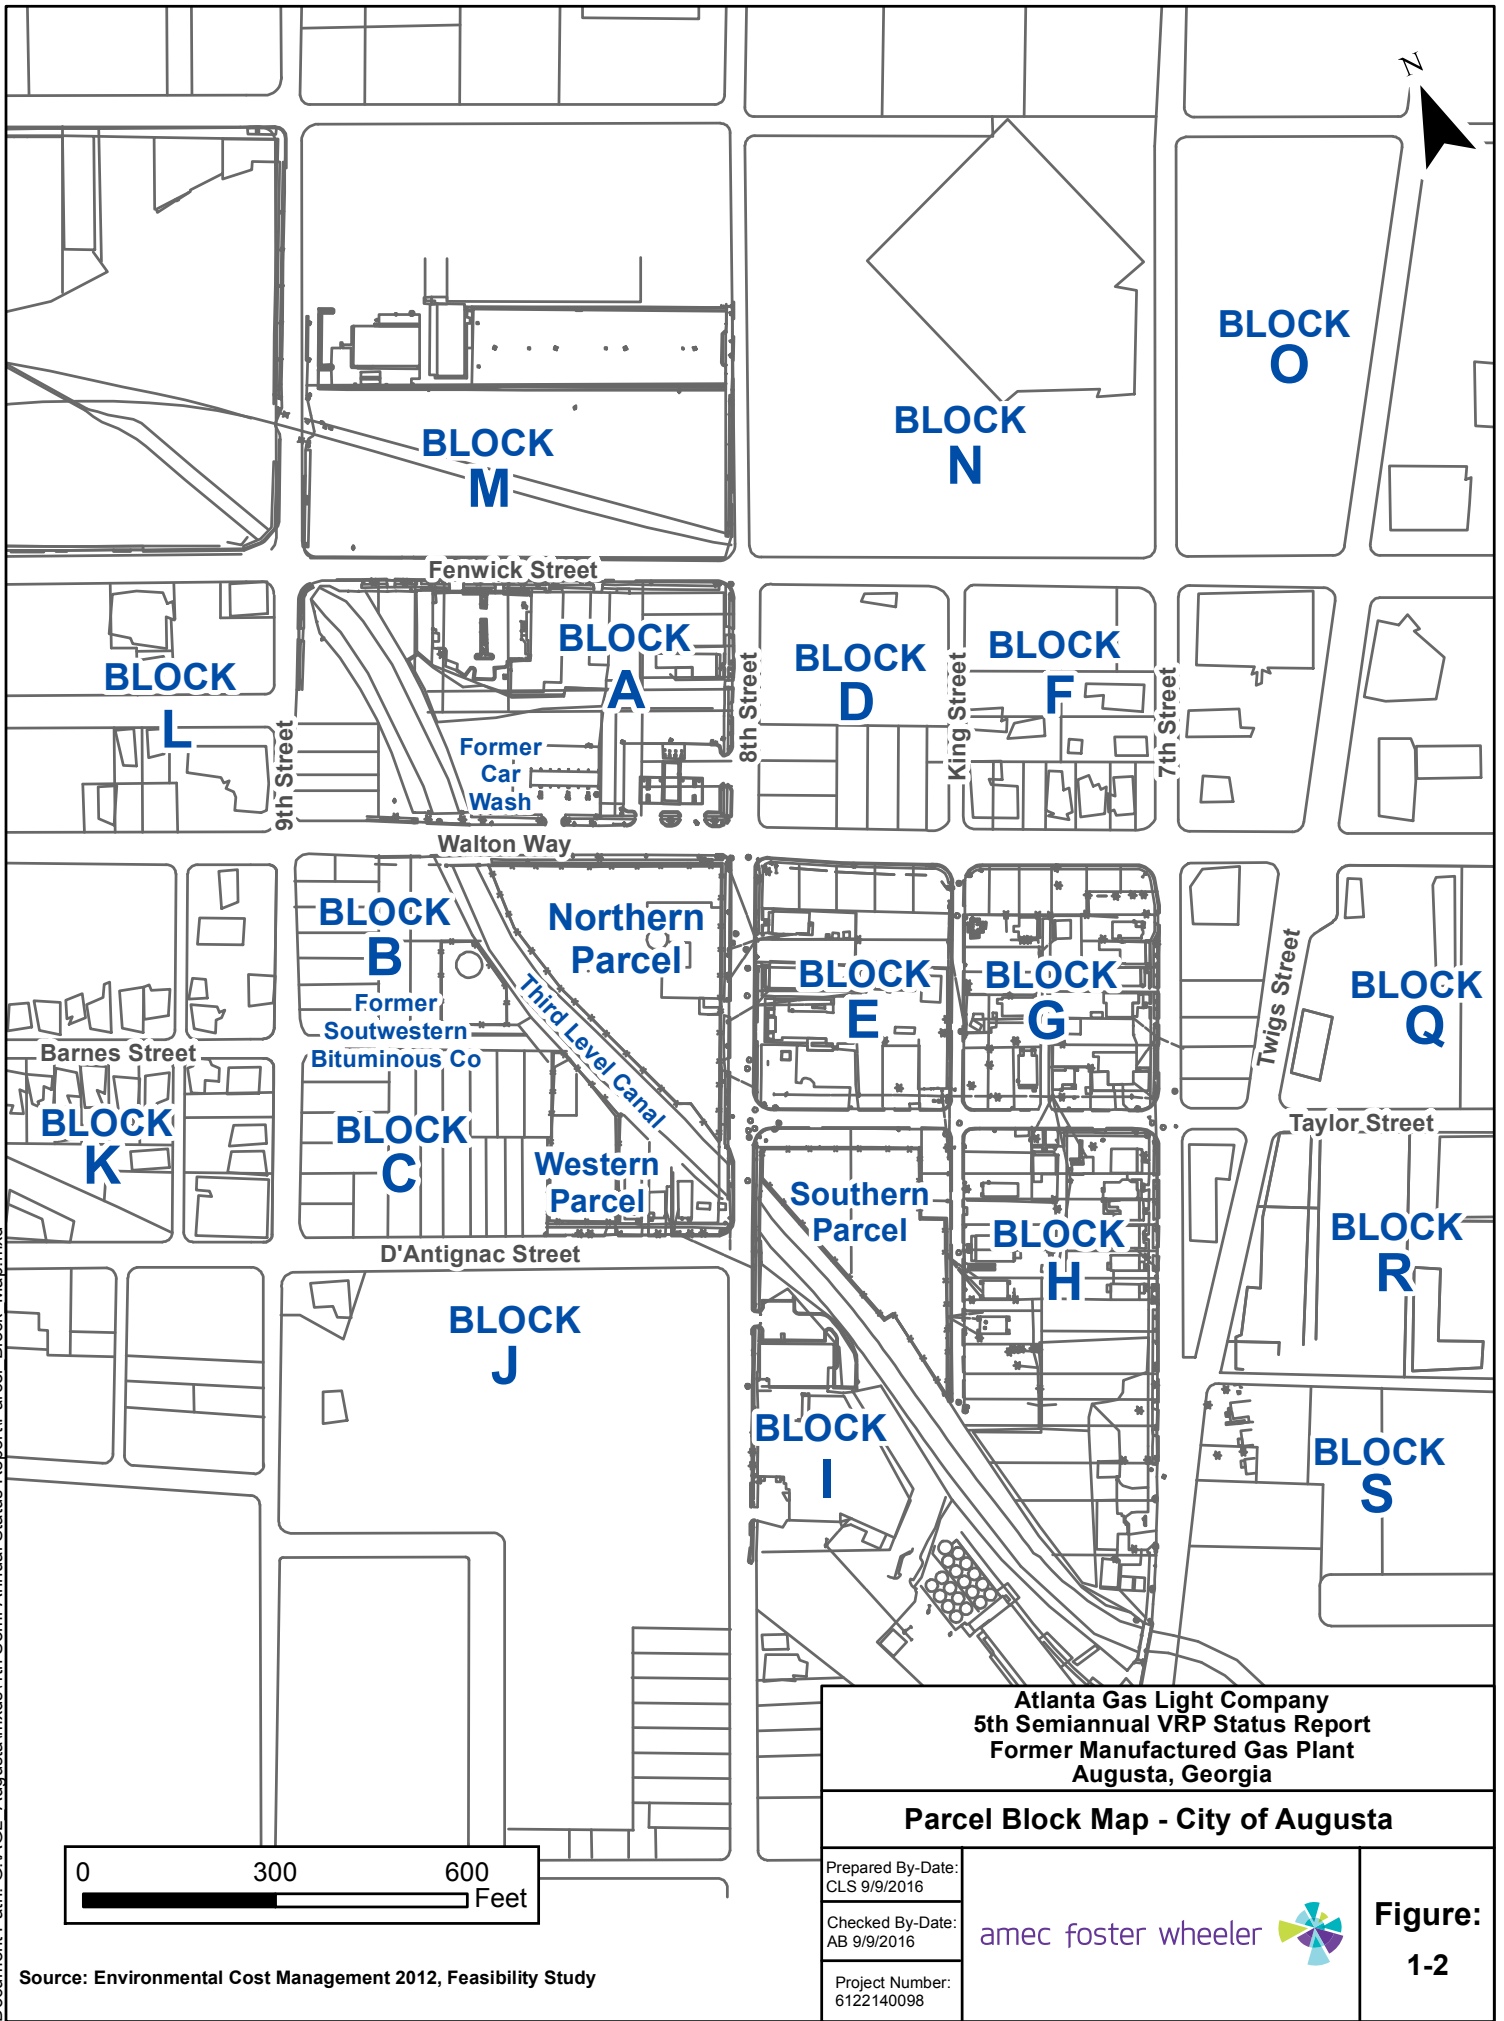 N
BLOCK
O
BLOCK
N
BLOCK
M
Fenwick Street
BLOCK
A
BLOCK
L
BLOCK
D
BLOCK
F
9th Street
8th Street
King Street
7th Street
Former
Car
Wash
Walton Way
BLOCK
B
Former
Soutwestern
Bituminous Co
Northern
Parcel
Third Level Canal
BLOCK
E
BLOCK
G
Twigs Street
BLOCK
Q
Barnes Street
BLOCK
K
BLOCK
C
Western
Parcel
Southern
Parcel
Taylor Street
BLOCK
H
BLOCK
R
D'Antignac Street
BLOCK
J
BLOCK
I
BLOCK
S
0 300 600
Feet
Source: Environmental Cost Management 2012, Feasibility Study
Atlanta Gas Light Company
5th Semiannual VRP Status Report
Former Manufactured Gas Plant
Augusta, Georgia
Parcel Block Map - City of Augusta
Prepared By-Date:
CLS 9/9/2016
Checked By-Date:
AB 9/9/2016
Project Number:
6122140098
amec foster wheeler
Figure:
1-2